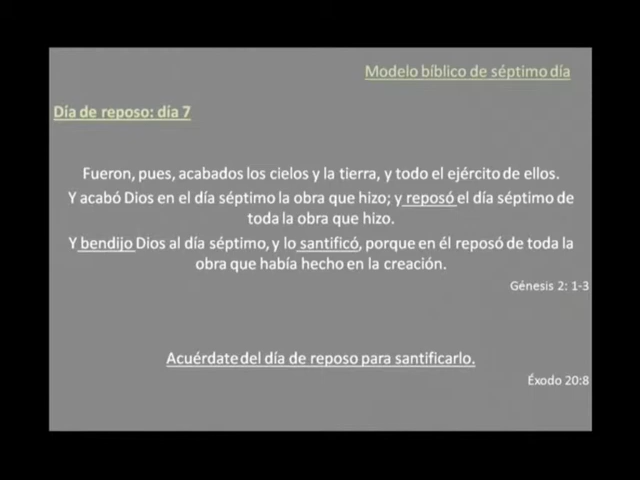 Modelo bíblico de séptimo día
Día de reposo: día 7
Fueron, pues, acabados los cielos y la tierra, y todo el ejército de ellos.
Y acabó Dios en el día séptimo la obra que hizo; y reposó el día séptimo de
toda la obra que hizo.
Y bendijo Dios al día séptimo, y lo santificó, porque en él reposó de toda la
obra que había hecho en la creación.
Génesis 2: 1-3
Acuérdate del día de reposo para santificarlo.
Éxodo 20:8